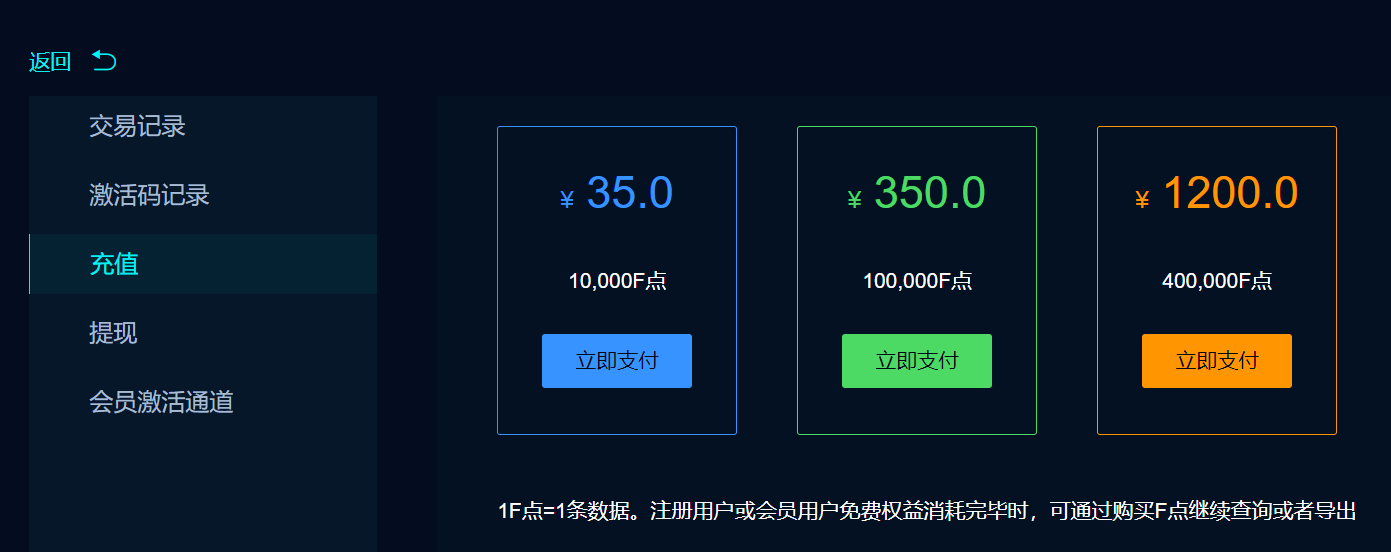 返回
交易记录
激活码记录
充值
提现
会员激活通道
¥ 35.0
10,000F点
立即支付
¥ 350.0
100,000F点
立即支付
¥ 1200.0
400,000F点
立即支付
1F点=1条数据。注册用户或会员用户免费权益消耗完毕时，可通过购买F点继续查询或者导出